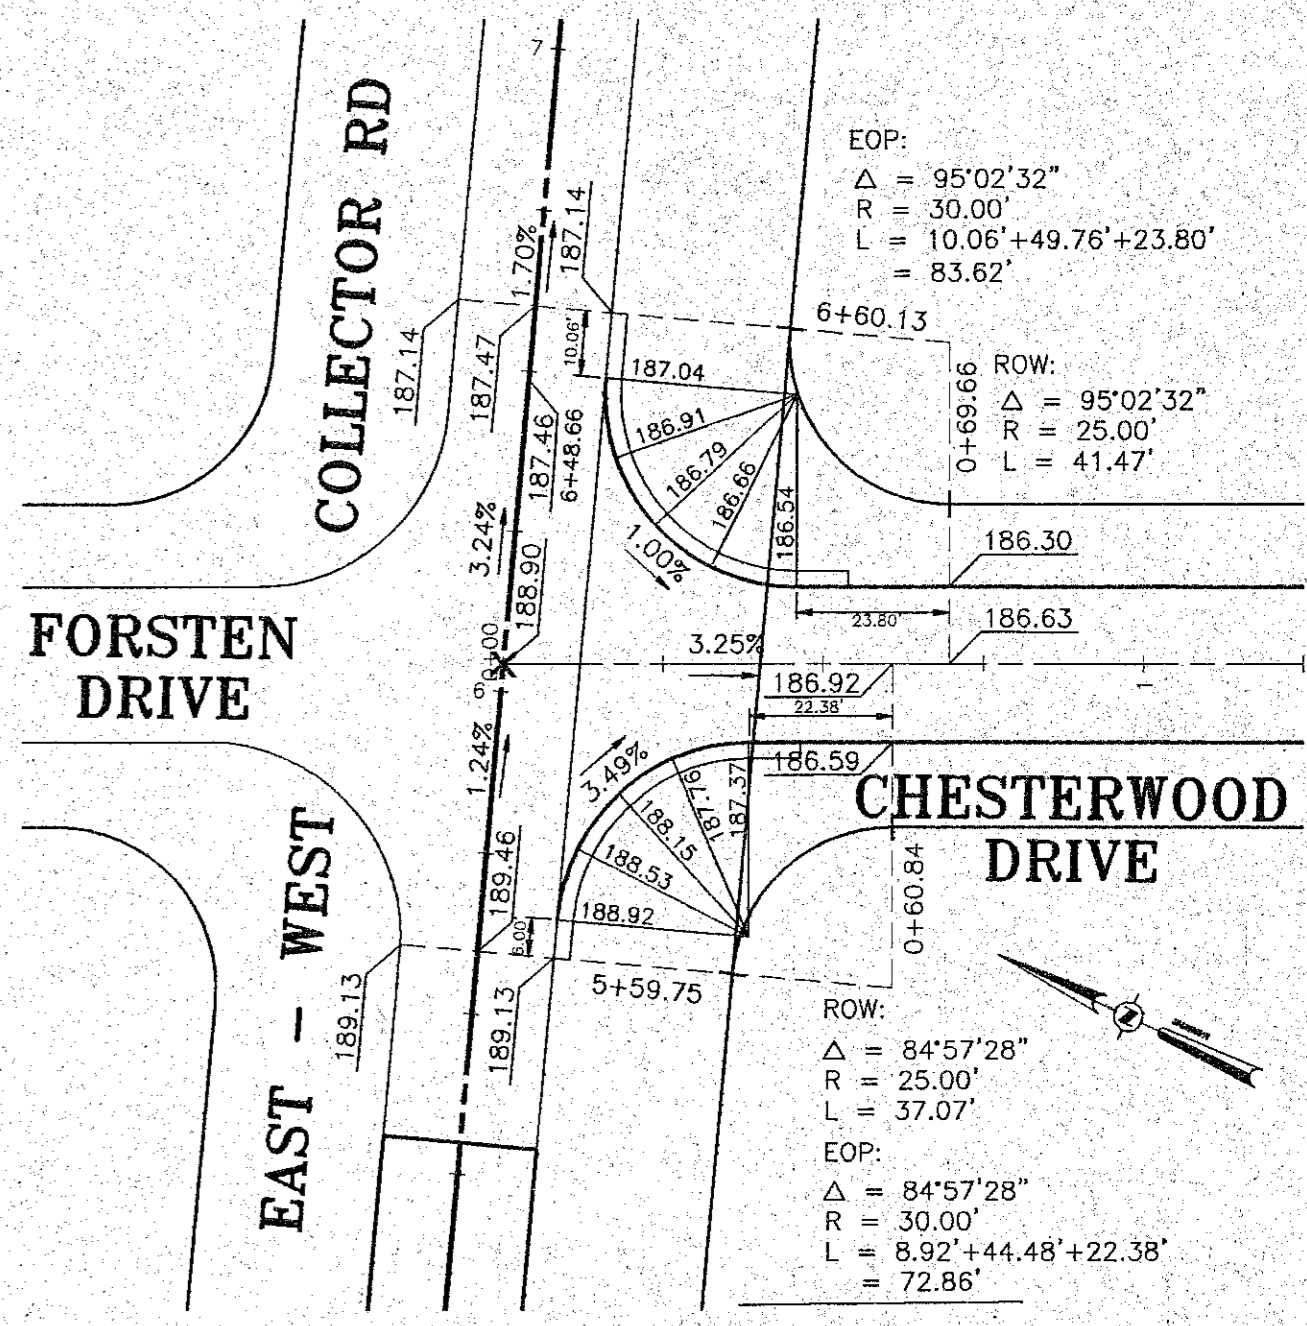 7
COLLECTOR RD
EOP:
Δ = 95°02'32"
R = 30.00'
L = 10.06'+49.76'+23.80'
= 83.62'
1.70%
187.14
6+60.13
187.14
187.47
10.06'
187.04
ROW:
Δ = 95°02'32"
R = 25.00'
L = 41.47'
0+69.66
187.46
6+48.66
186.91
186.79
186.66
186.54
3.24%
188.90
1.00%
186.30
FORSTEN
DRIVE
23.80'
186.63
0+00
6
3.25%
186.92
22.38'
1.24%
3.49%
186.59
187.37
187.76
188.15
188.53
188.92
CHESTERWOOD
DRIVE
189.46
6.00'
0+60.84
EAST - WEST
189.13
189.13
5+59.75
1
Z
ROW:
Δ = 84°57'28"
R = 25.00'
L = 37.07'
EOP:
Δ = 84°57'28"
R = 30.00'
L = 8.92'+44.48'+22.38'
= 72.86'